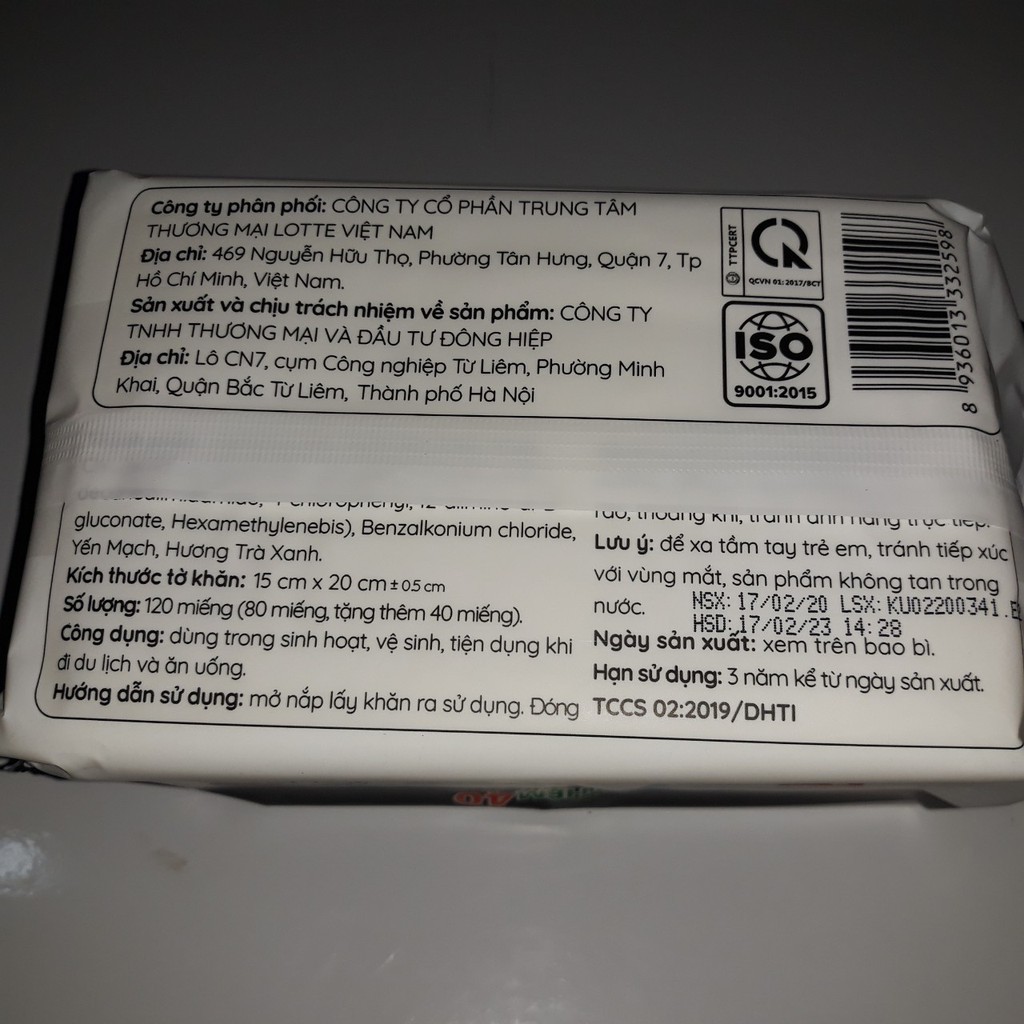 Công ty phân phối: CÔNG TY CỔ PHẦN TRUNG TÂM
THƯƠNG MẠI LOTTE VIỆT NAM
Địa chỉ: 469 Nguyễn Hữu Thọ, Phường Tân Hưng, Quận 7, Tp
Hồ Chí Minh, Việt Nam.
Sản xuất và chịu trách nhiệm về sản phẩm: CÔNG TY
TNHH THƯƠNG MẠI VÀ ĐẦU TƯ ĐÔNG HIỆP
Địa chỉ: Lô CN7, cụm Công nghiệp Từ Liêm, Phường Minh
Khai, Quận Bắc Từ Liêm, Thành phố Hà Nội
TTPCERT
QCVN 01:2017/BCT
ISO
9001:2015
8 936013 332598
gluconate, Hexamethylenebis), Benzalkonium chloride,
Yến Mạch, Hương Trà Xanh.
Kích thước tờ khăn: 15 cm x 20 cm ± 0.5 cm
Số lượng: 120 miếng (80 miếng, tặng thêm 40 miếng).
Công dụng: dùng trong sinh hoạt, vệ sinh, tiện dụng khi
đi du lịch và ăn uống.
Hướng dẫn sử dụng: mở nắp lấy khăn ra sử dụng. Đóng
ráo, thoáng khí, tránh ánh nắng trực tiếp.
Lưu ý: để xa tầm tay trẻ em, tránh tiếp xúc
với vùng mắt, sản phẩm không tan trong
nước.
NSX: 17/02/20 LSX: KU02200341.
HSD: 17/02/23 14:28
Ngày sản xuất: xem trên bao bì.
Hạn sử dụng: 3 năm kể từ ngày sản xuất.
TCCS 02:2019/DHTI